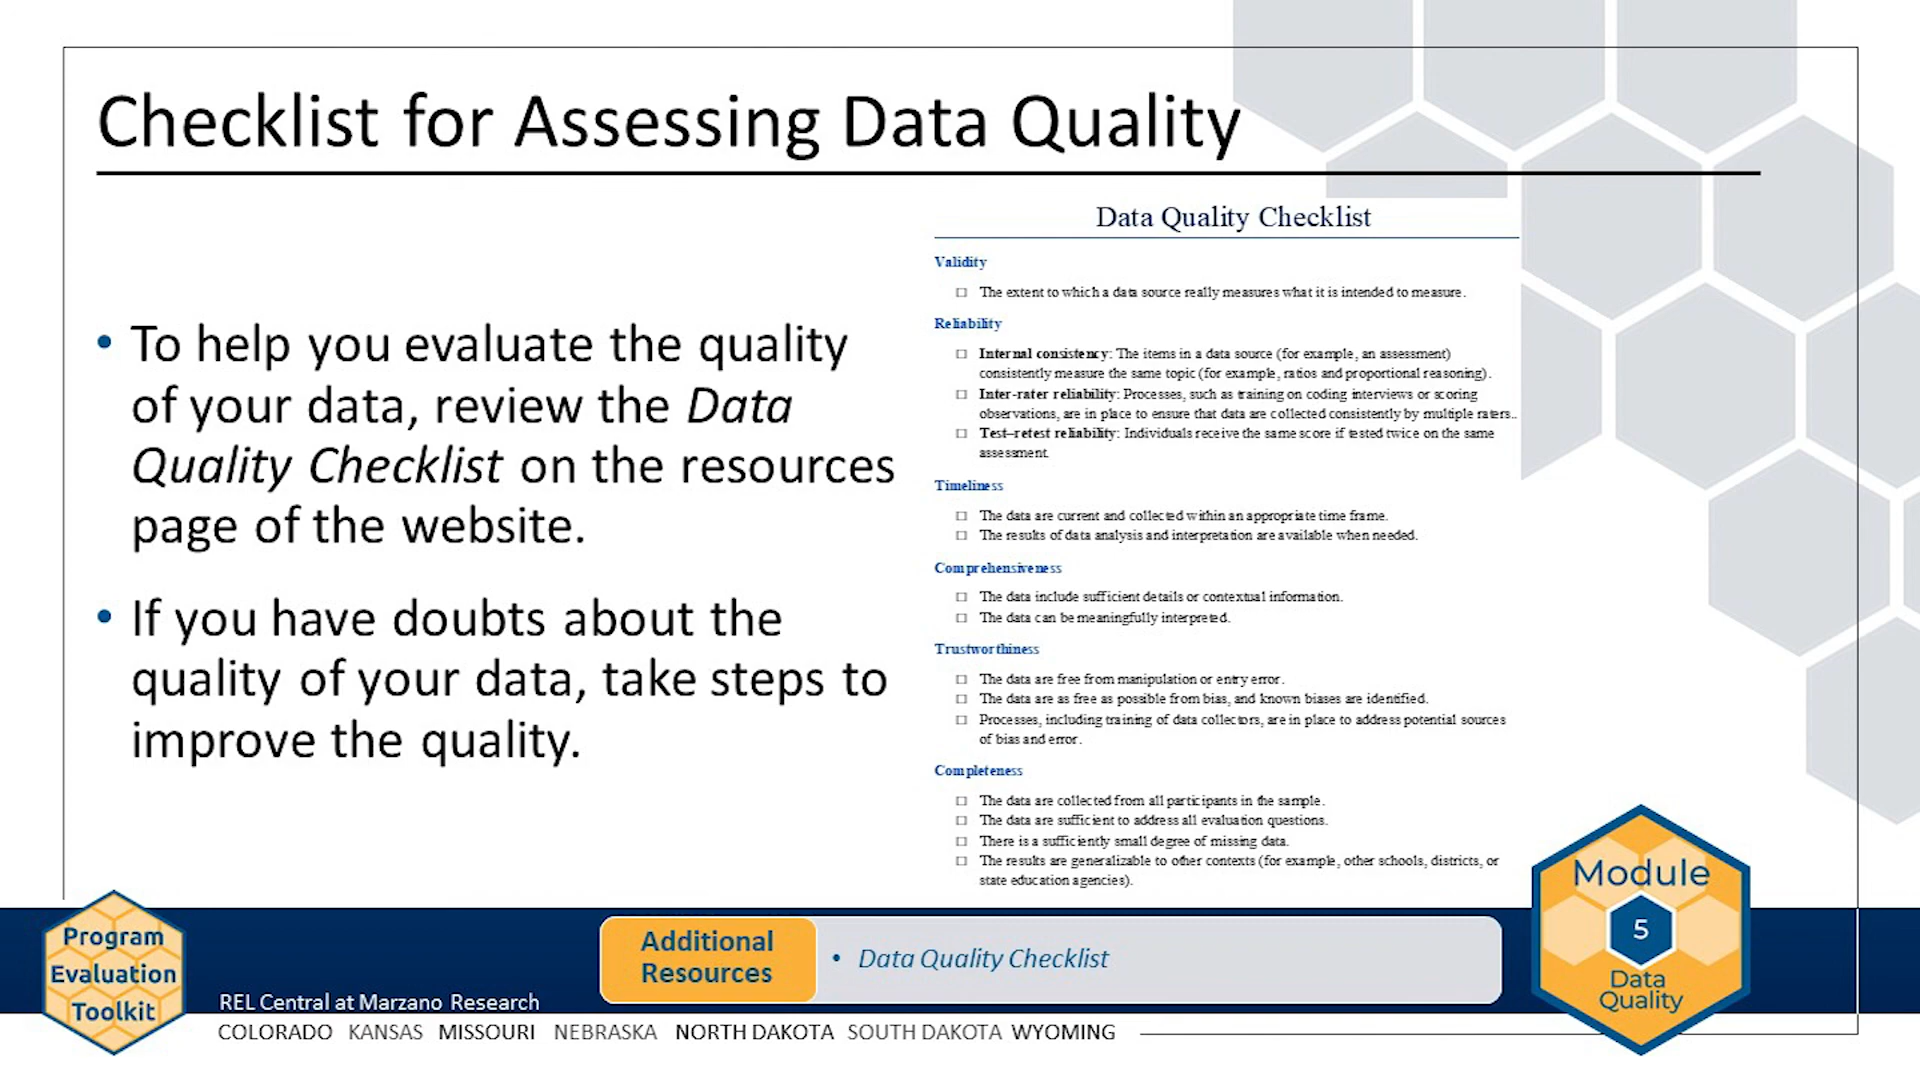 Checklist for Assessing Data Quality
• To help you evaluate the quality
of your data, review the Data
Quality Checklist on the resources
page of the website.
• If you have doubts about the
quality of your data, take steps to
improve the quality.
Data Quality Checklist
Validity
☐ The extent to which a data source really measures what it is intended to measure.
Reliability
☐ Internal consistency: The items in a data source (for example, an assessment)
consistently measure the same topic (for example, ratios and proportional reasoning).
☐ Inter-rater reliability: Processes, such as training on coding interviews or scoring
observations, are in place to ensure that data are collected consistently by multiple raters..
☐ Test–retest reliability: Individuals receive the same score if tested twice on the same
assessment.
Timeliness
☐ The data are current and collected within an appropriate time frame.
☐ The results of data analysis and interpretation are available when needed.
Comprehensiveness
☐ The data include sufficient details or contextual information.
☐ The data can be meaningfully interpreted.
Trustworthiness
☐ The data are free from manipulation or entry error.
☐ The data are as free as possible from bias, and known biases are identified.
☐ Processes, including training of data collectors, are in place to address potential sources
of bias and error.
Completeness
☐ The data are collected from all participants in the sample.
☐ The data are sufficient to address all evaluation questions.
☐ There is a sufficiently small degree of missing data.
☐ The results are generalizable to other contexts (for example, other schools, districts, or
state education agencies).
Program
Evaluation
Toolkit
REL Central at Marzano Research
COLORADO KANSAS MISSOURI NEBRASKA NORTH DAKOTA SOUTH DAKOTA WYOMING
Additional
Resources
• Data Quality Checklist
Module
5
Data
Quality